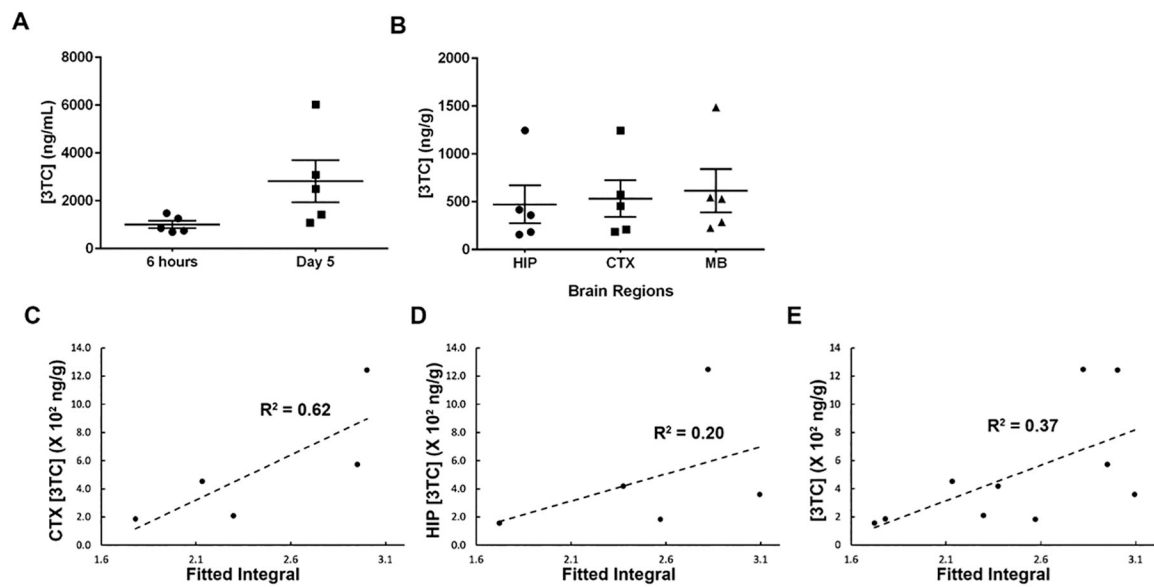 A
[3TC] (ng/mL)
8000
6000
4000
2000
0
6 hours
Day 5
B
[3TC] (ng/g)
2000
1500
1000
500
0
HIP
CTX
MB
Brain Regions
C
CTX [3TC] (X 10² ng/g)
14.0
12.0
10.0
8.0
6.0
4.0
2.0
0.0
R² = 0.62
1.6
2.1
2.6
3.1
Fitted Integral
D
HIP [3TC] (X 10² ng/g)
14.0
12.0
10.0
8.0
6.0
4.0
2.0
0.0
R² = 0.20
1.6
2.1
2.6
3.1
Fitted Integral
E
[3TC] (X 10² ng/g)
14
12
10
8
6
4
2
0
R² = 0.37
1.6
2.1
2.6
3.1
Fitted Integral